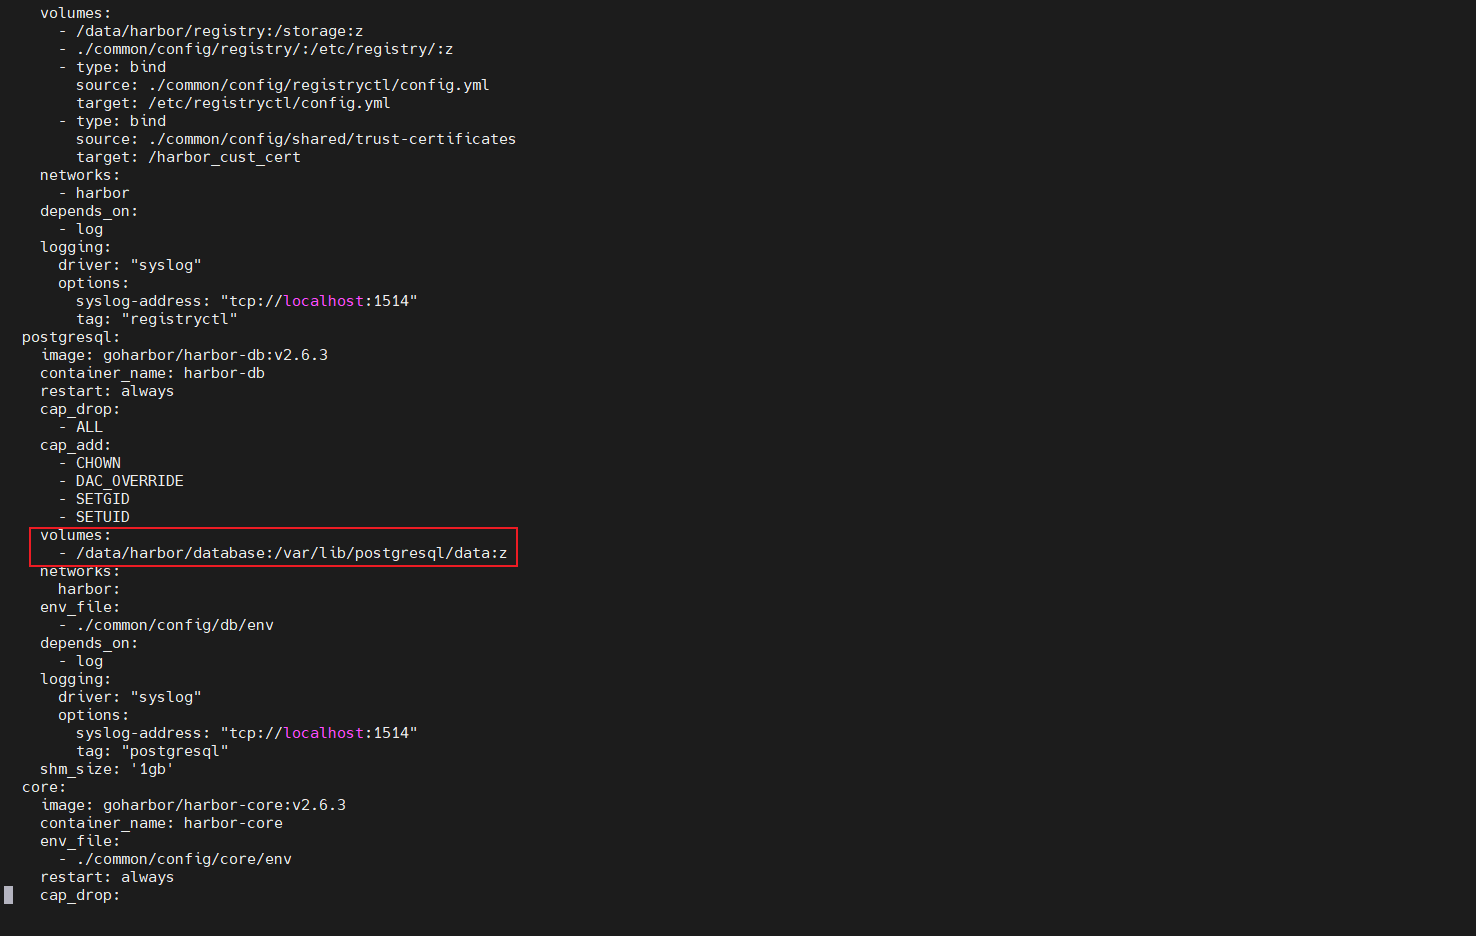 volumes:
- /data/harbor/registry:/storage:z
- ./common/config/registry/:/etc/registry/:z
- type: bind
source: ./common/config/registryctl/config.yml
target: /etc/registryctl/config.yml
- type: bind
source: ./common/config/shared/trust-certificates
target: /harbor_cust_cert
networks:
- harbor
depends_on:
- log
logging:
driver: "syslog"
options:
syslog-address: "tcp://localhost:1514"
tag: "registryctl"
postgresql:
image: goharbor/harbor-db:v2.6.3
container_name: harbor-db
restart: always
cap_drop:
- ALL
cap_add:
- CHOWN
- DAC_OVERRIDE
- SETGID
- SETUID
volumes:
- /data/harbor/database:/var/lib/postgresql/data:z
networks:
harbor:
env_file:
- ./common/config/db/env
depends_on:
- log
logging:
driver: "syslog"
options:
syslog-address: "tcp://localhost:1514"
tag: "postgresql"
shm_size: '1gb'
core:
image: goharbor/harbor-core:v2.6.3
container_name: harbor-core
env_file:
- ./common/config/core/env
restart: always
cap_drop: